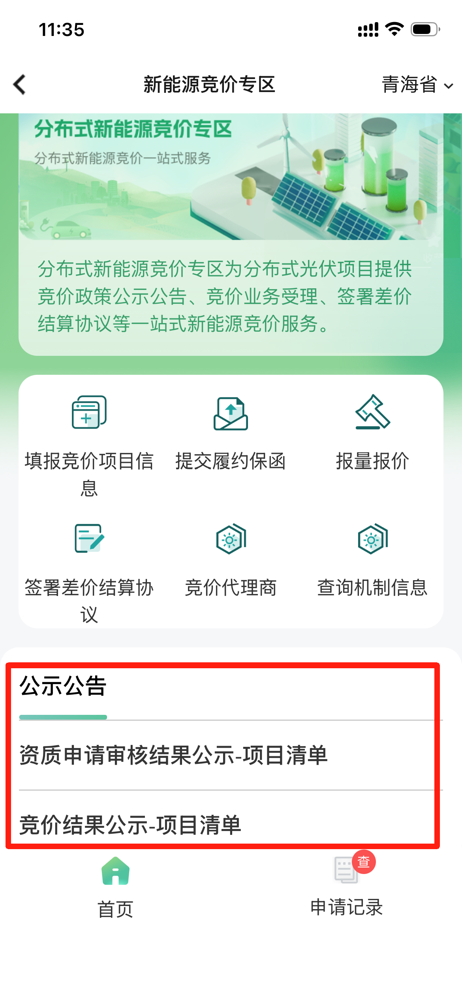 11:35
新能源竞价专区
青海省
分布式新能源竞价专区
分布式新能源竞价一站式服务
收藏
分布式新能源竞价专区为分布式光伏项目提供
竞价政策公示公告、竞价业务受理、签署差价
结算协议等一站式新能源竞价服务。
填报竞价项目信
息
提交履约保函
报量报价
签署差价结算协
议
竞价代理商
查询机制信息
公示公告
资质申请审核结果公示-项目清单
竞价结果公示-项目清单
查
首页
申请记录